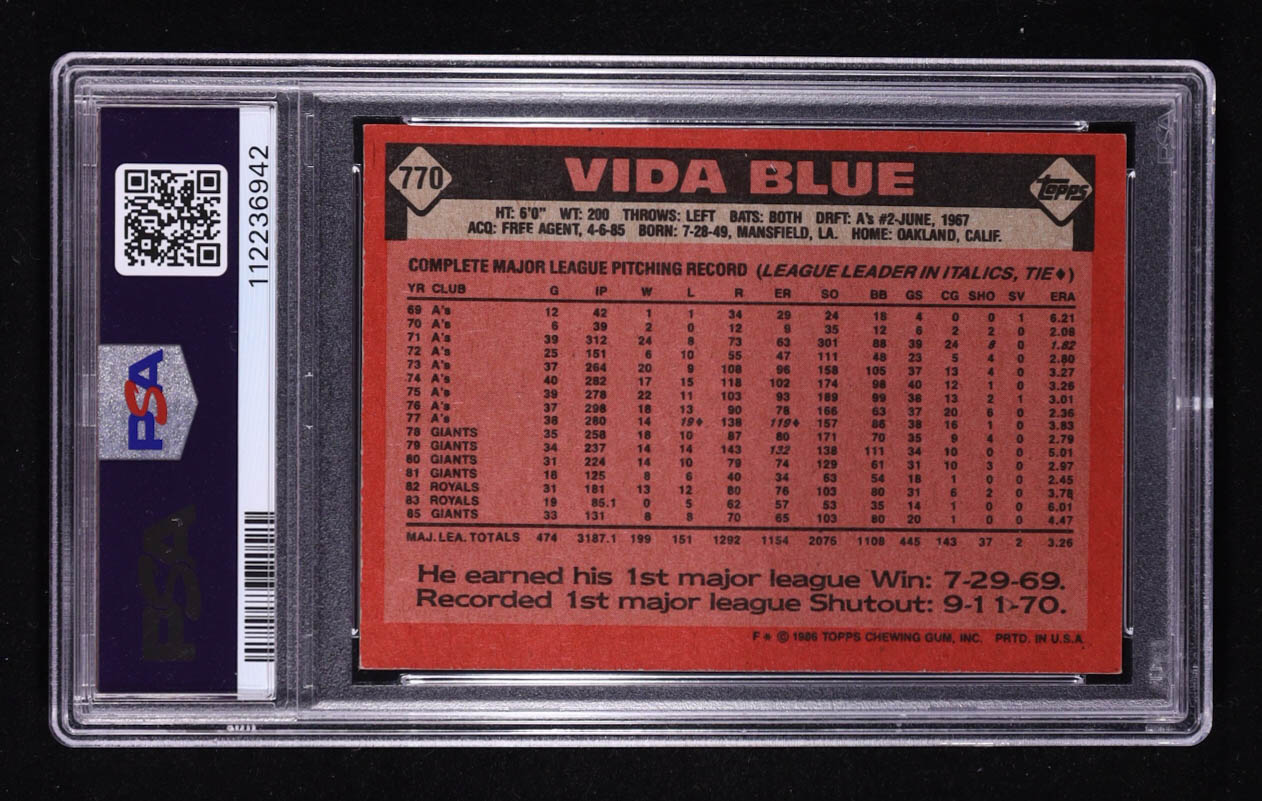 112236942
PSA
PSA
770 VIDA BLUE topps
HT: 6'0" WT: 200 THROWS: LEFT BATS: BOTH DRFT: A's #2-JUNE, 1967
ACQ: FREE AGENT, 4-6-85 BORN: 7-28-49, MANSFIELD, LA. HOME: OAKLAND, CALIF.
COMPLETE MAJOR LEAGUE PITCHING RECORD (LEAGUE LEADER IN ITALICS, TIE♦)
YR CLUB G IP W L R ER SO BB GS CG SHO SV ERA
69 A's 12 42 1 1 34 29 24 18 4 0 0 1 6.21
70 A's 6 39 2 0 12 9 35 12 6 2 2 0 2.08
71 A's 39 312 24 8 73 63 301 88 39 24 8 0 1.82
72 A's 25 151 6 10 55 47 111 48 23 5 4 0 2.80
73 A's 37 264 20 9 108 96 158 105 37 13 4 0 3.27
74 A's 40 282 17 15 118 102 174 98 40 12 1 0 3.26
75 A's 39 278 22 11 103 93 189 99 38 13 2 1 3.01
76 A's 37 298 18 13 90 78 166 63 37 20 6 0 2.36
77 A's 38 280 14 19♦ 138 119♦ 157 86 38 16 1 0 3.83
78 GIANTS 35 258 18 10 87 80 171 70 35 9 4 0 2.79
79 GIANTS 34 237 14 14 143 132 138 111 34 10 0 0 5.01
80 GIANTS 31 224 14 10 79 74 129 61 31 10 3 0 2.97
81 GIANTS 18 125 8 6 40 34 63 54 18 1 0 0 2.45
82 ROYALS 31 181 13 12 80 76 103 80 31 6 2 0 3.78
83 ROYALS 19 85.1 0 5 62 57 53 35 14 1 0 0 6.01
85 GIANTS 33 131 8 8 70 65 103 80 20 1 0 0 4.47
MAJ. LEA. TOTALS 474 3187.1 199 151 1292 1154 2076 1108 445 143 37 2 3.26
He earned his 1st major league Win: 7-29-69.
Recorded 1st major league Shutout: 9-11-70.
F * © 1986 TOPPS CHEWING GUM, INC. PRTD. IN U.S.A.